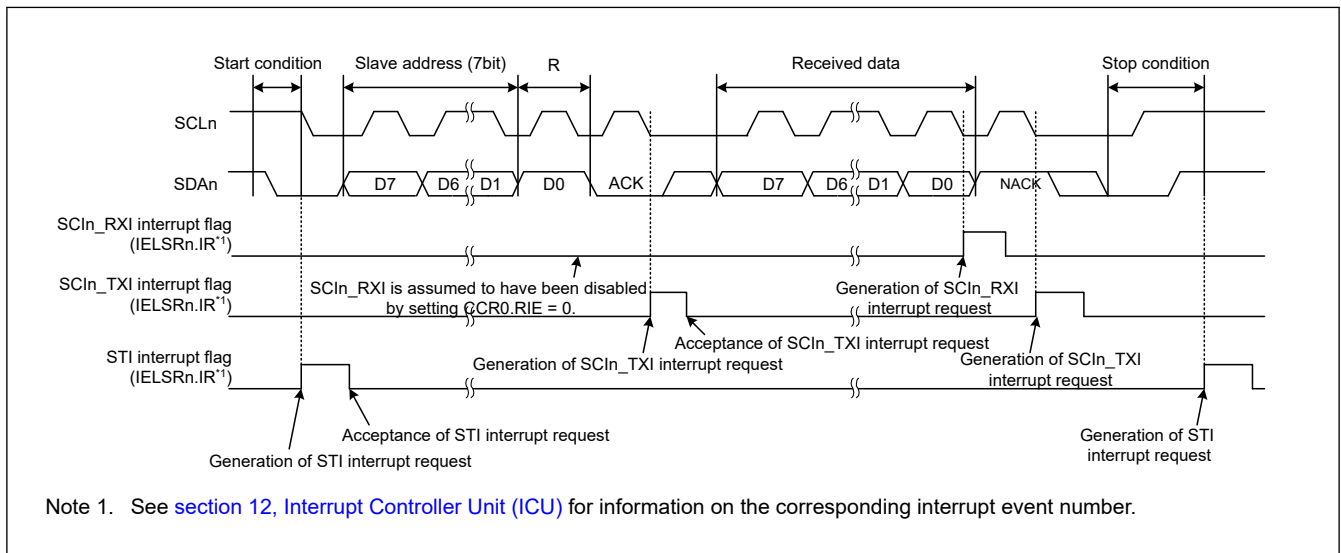 Start condition
Slave address (7bit)
R
Received data
Stop condition
SCLn
SDAn
D7
D6
D1
D0
ACK
D7
D6
D1
D0
NACK
SCIn_RXI interrupt flag
(IELSRn.IR*1)
SCIn_TXI interrupt flag
(IELSRn.IR*1)
SCIn_RXI is assumed to have been disabled
by setting CCR0.RIE = 0.
Generation of SCIn_RXI
interrupt request
Acceptance of SCIn_TXI interrupt request
Generation of SCIn_TXI interrupt request
Generation of SCIn_TXI
interrupt request
STI interrupt flag
(IELSRn.IR*1)
Acceptance of STI interrupt request
Generation of STI interrupt request
Generation of STI
interrupt request
Note 1. See section 12, Interrupt Controller Unit (ICU) for information on the corresponding interrupt event number.